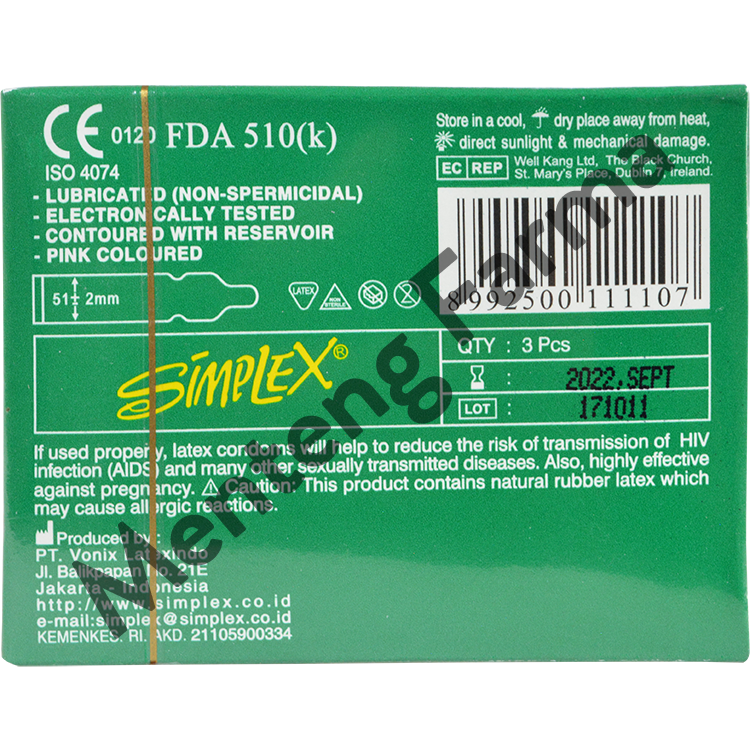 CE 0120 FDA 510(k)
ISO 4074
- LUBRICATED (NON-SPERMICIDAL)
- ELECTRONICALLY TESTED
- CONTOURED WITH RESERVOIR
- PINK COLOURED
51± 2mm
LATEX
NON STERILE
2
Store in a cool, dry place away from heat,
direct sunlight & mechanical damage.
EC REP Well Kang Ltd, The Black Church,
St. Mary's Place, Dublin 7, Ireland.
8 992500 111107
SIMPLEX®
QTY : 3 Pcs
: 2022.SEPT
LOT : 171011
If used properly, latex condoms will help to reduce the risk of transmission of HIV
infection (AIDS) and many other sexually transmitted diseases. Also, highly effective
against pregnancy. Caution: This product contains natural rubber latex which
may cause allergic reactions.
Produced by :
PT. Vonix Latexindo
Jl. Balikpapan No. 21E
Jakarta - Indonesia
http://www.simplex.co.id
e-mail:simplex@simplex.co.id
KEMENKES. RI. AKD. 21105900334
Menteng Farma